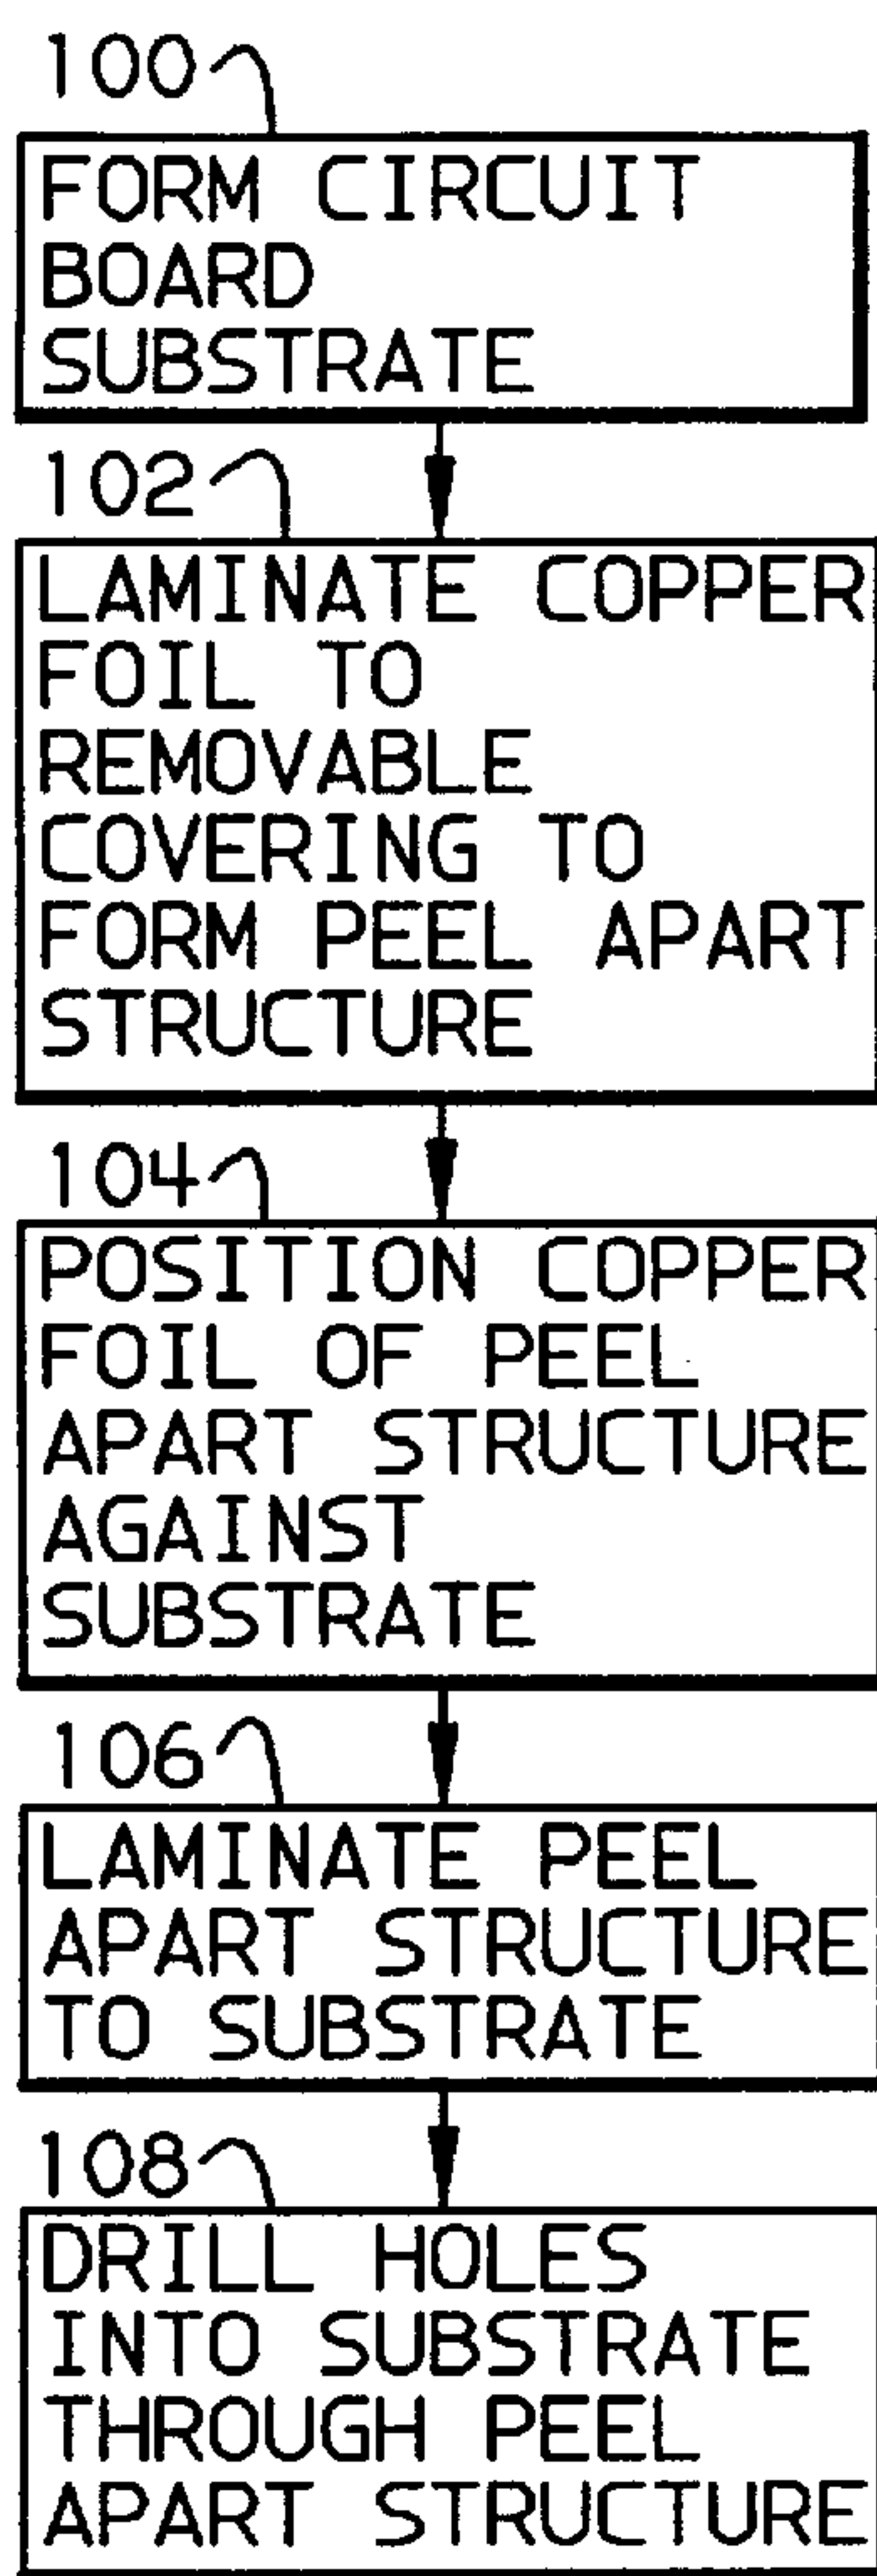 100
FORM CIRCUIT
BOARD
SUBSTRATE
102
LAMINATE COPPER
FOIL TO
REMOVABLE
COVERING TO
FORM PEEL APART
STRUCTURE
104
POSITION COPPER
FOIL OF PEEL
APART STRUCTURE
AGAINST
SUBSTRATE
106
LAMINATE PEEL
APART STRUCTURE
TO SUBSTRATE
108
DRILL HOLES
INTO SUBSTRATE
THROUGH PEEL
APART STRUCTURE